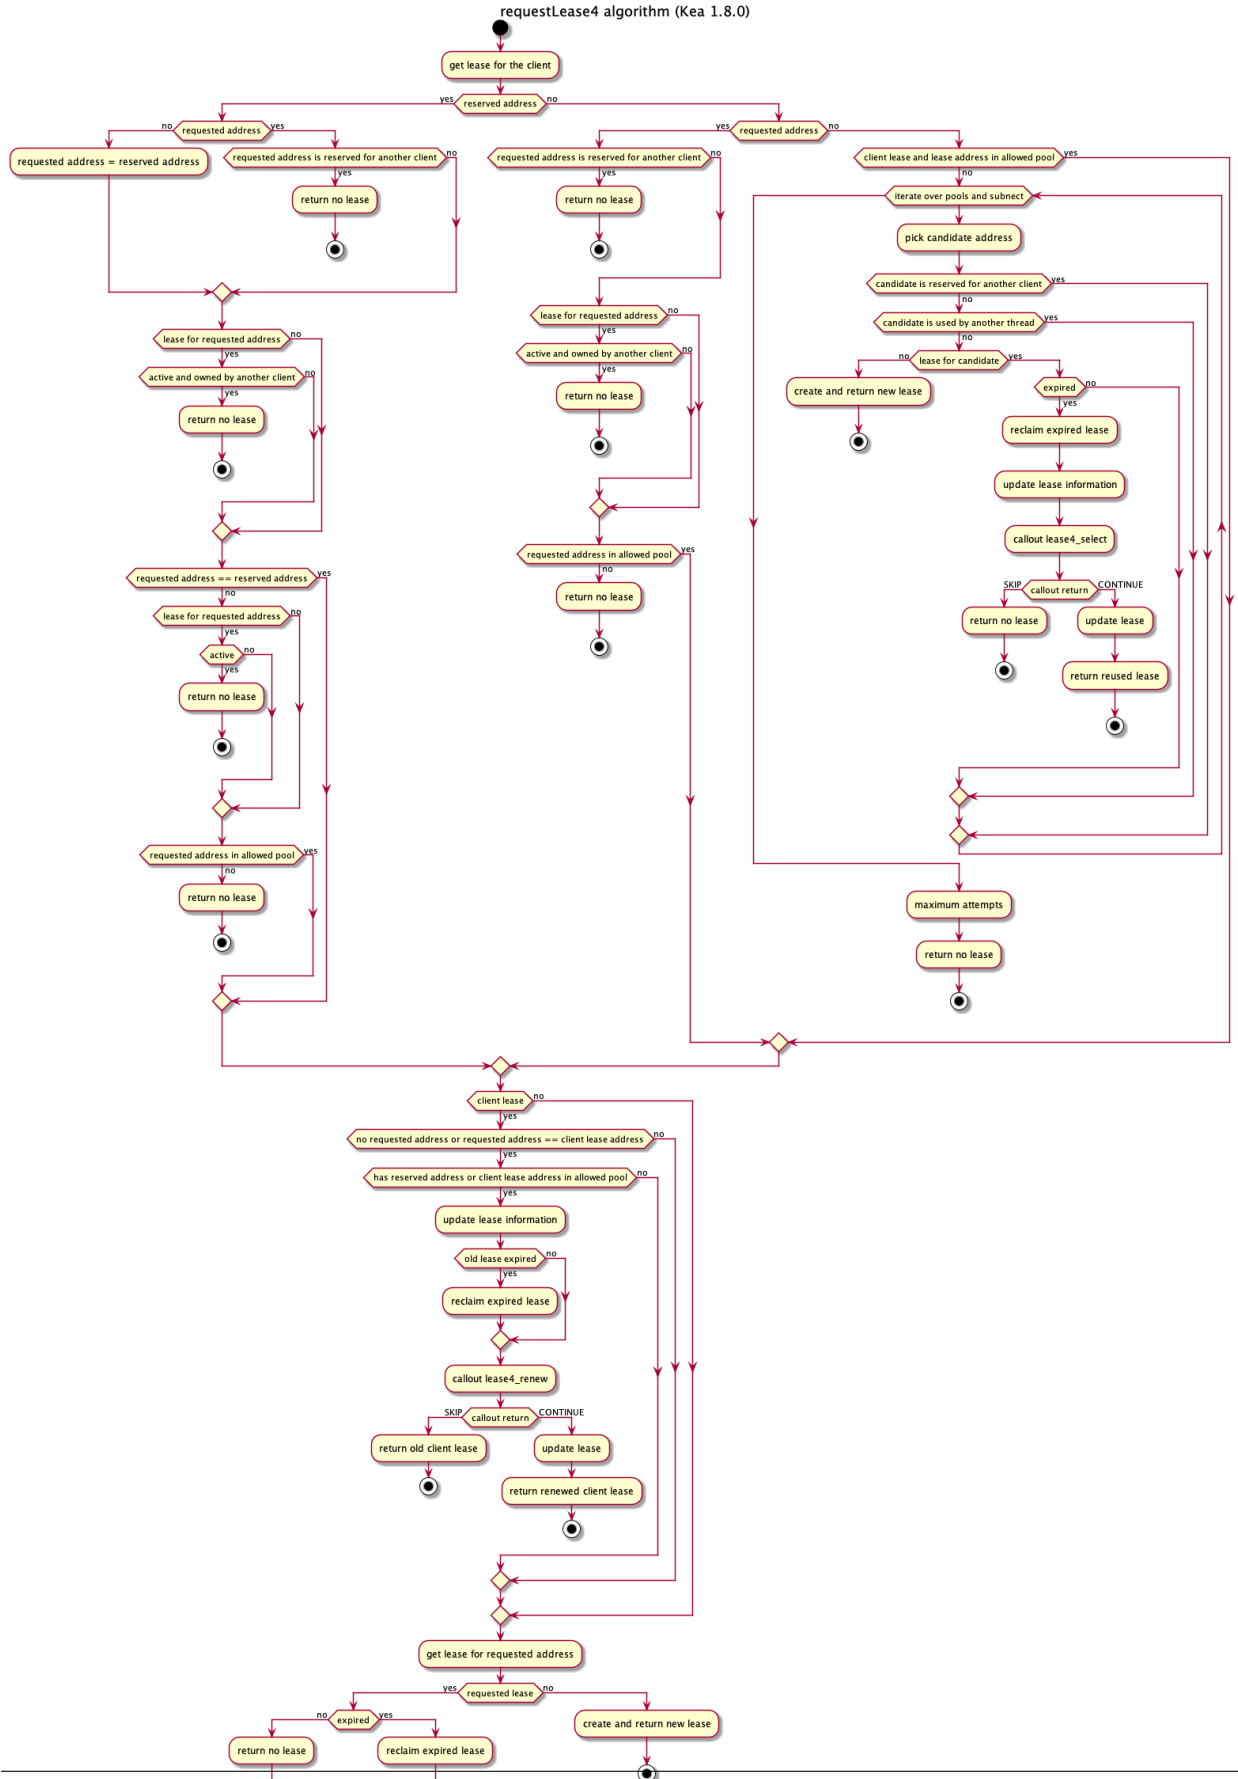 requestLease4 algorithm (Kea 1.8.0)
get lease for the client
yes
reserved address
no
no
requested address
yes
requested address = reserved address
requested address is reserved for another client
no
yes
return no lease
lease for requested address
no
yes
active and owned by another client
no
yes
return no lease
requested address == reserved address
yes
no
lease for requested address
no
yes
active
no
yes
return no lease
requested address in allowed pool
yes
no
return no lease
yes
requested address
no
requested address is reserved for another client
no
yes
return no lease
lease for requested address
no
yes
active and owned by another client
no
yes
return no lease
requested address in allowed pool
yes
no
return no lease
client lease and lease address in allowed pool
yes
no
iterate over pools and subnect
pick candidate address
candidate is reserved for another client
yes
no
candidate is used by another thread
yes
no
no
lease for candidate
yes
create and return new lease
expired
no
yes
reclaim expired lease
update lease information
callout lease4_select
SKIP
callout return
CONTINUE
return no lease
update lease
return reused lease
maximum attempts
return no lease
client lease
no
yes
no requested address or requested address == client lease address
no
yes
has reserved address or client lease address in allowed pool
no
yes
update lease information
old lease expired
no
yes
reclaim expired lease
callout lease4_renew
SKIP
callout return
CONTINUE
return old client lease
update lease
return renewed client lease
get lease for requested address
yes
requested lease
no
no
expired
yes
create and return new lease
return no lease
reclaim expired lease